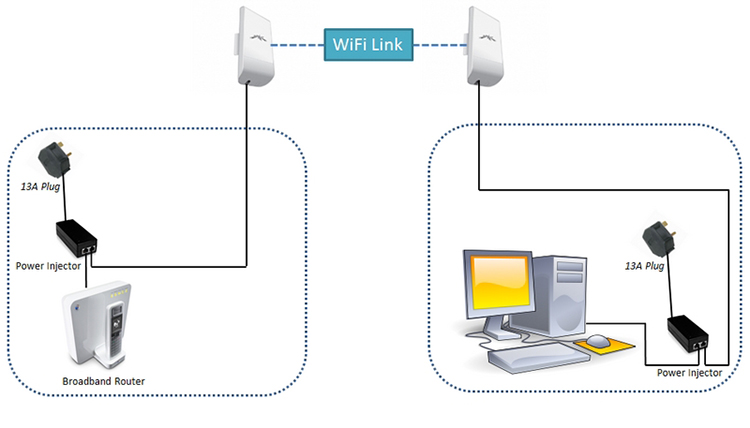 WiFi Link
13A Plug
Power Injector
Broadband Router
13A Plug
Power Injector